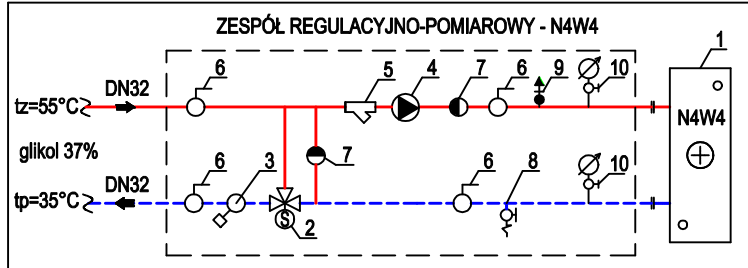 ZESPÓŁ REGULACYJNO-POMIAROWY - N4W4
1
6 5 4 7 6 9 10
tz=55°C DN32
N4W4
glikol 37%
7
6 3 6 8 10
tp=35°C DN32
S 2